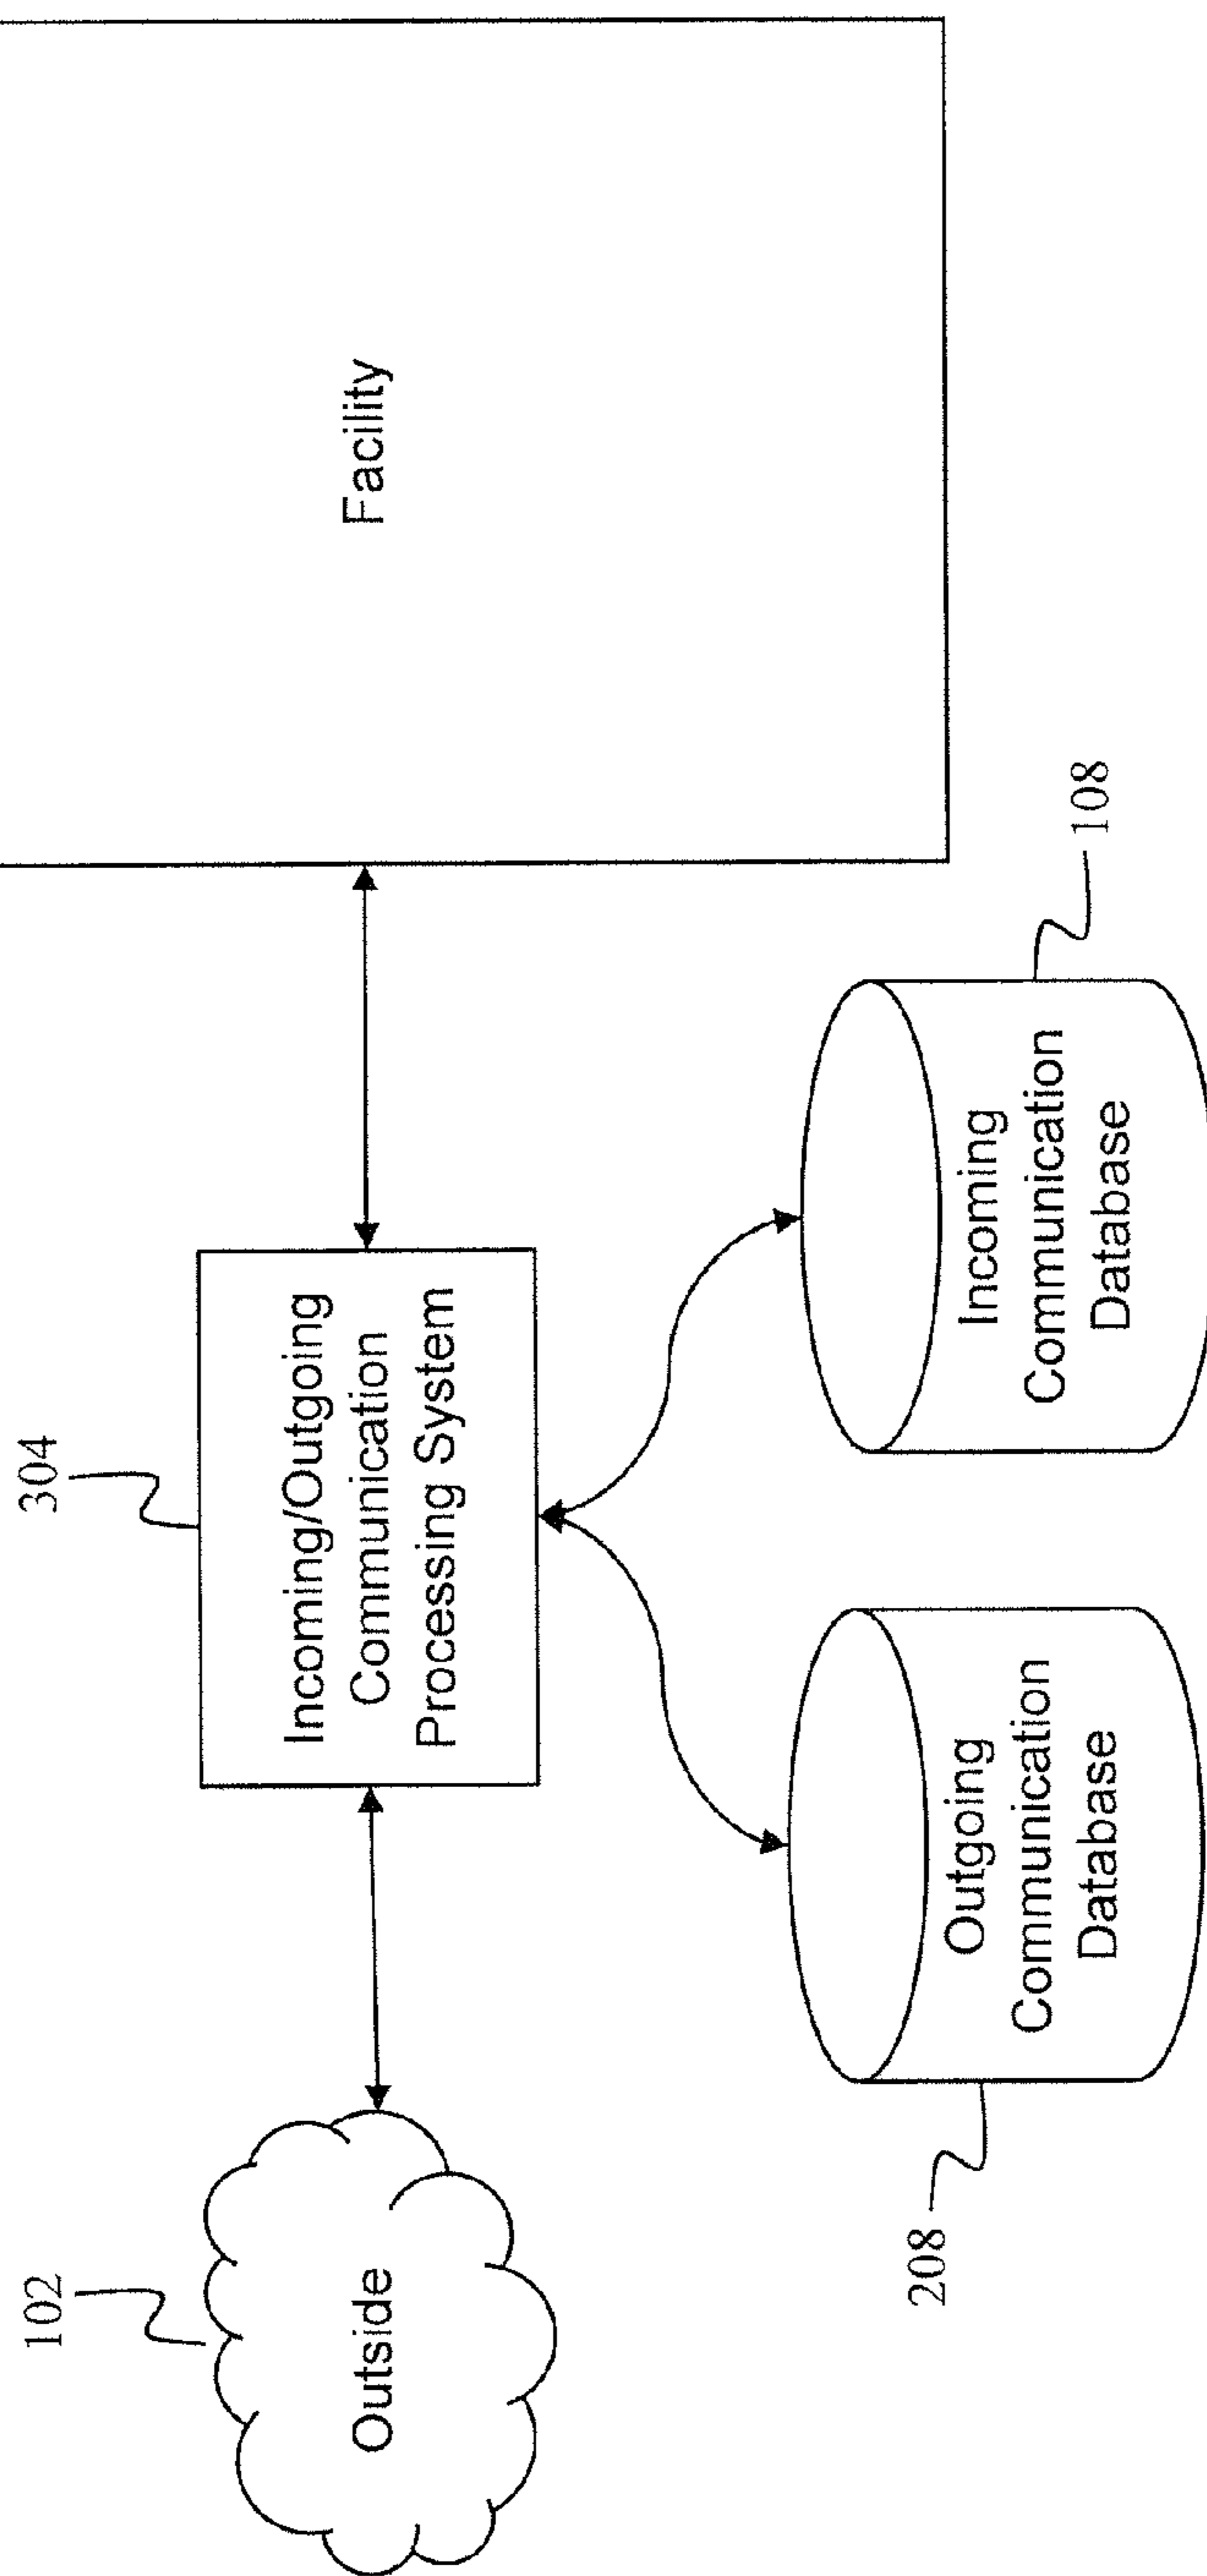 102
Outside
304
Incoming/Outgoing
Communication
Processing System
Facility
208
Outgoing
Communication
Database
Incoming
Communication
Database
108